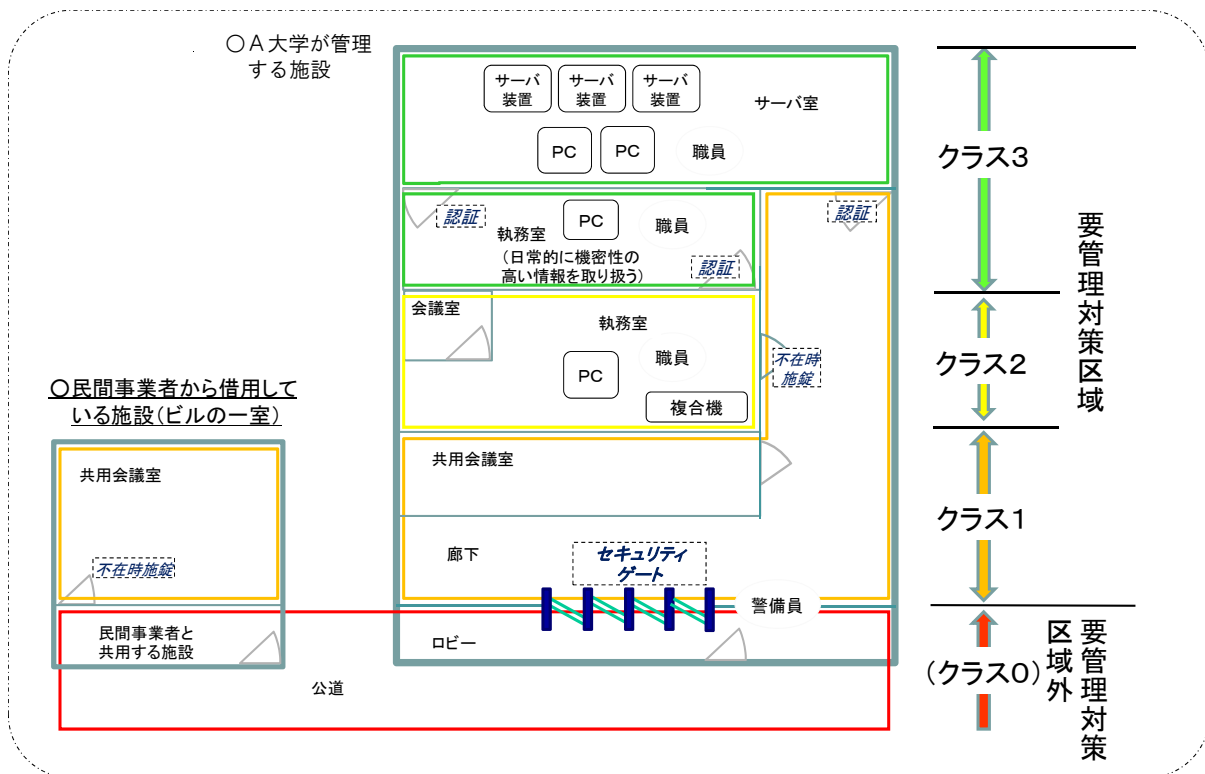 〇A大学が管理
する施設
サーバ
装置
サーバ
装置
サーバ
装置
サーバ室
PC
PC
職員
クラス3
認証
PC
職員
認証
執務室
(日常的に機密性の
高い情報を取り扱う)
認証
要管理対策区域
会議室
執務室
職員
不在時
施錠
PC
複合機
クラス2
〇民間事業者から借用して
いる施設(ビルの一室)
共用会議室
共用会議室
クラス1
不在時施錠
廊下
セキュリティ
ゲート
警備員
民間事業者と
共用する施設
ロビー
公道
(クラス0)
要管理対策
区域外